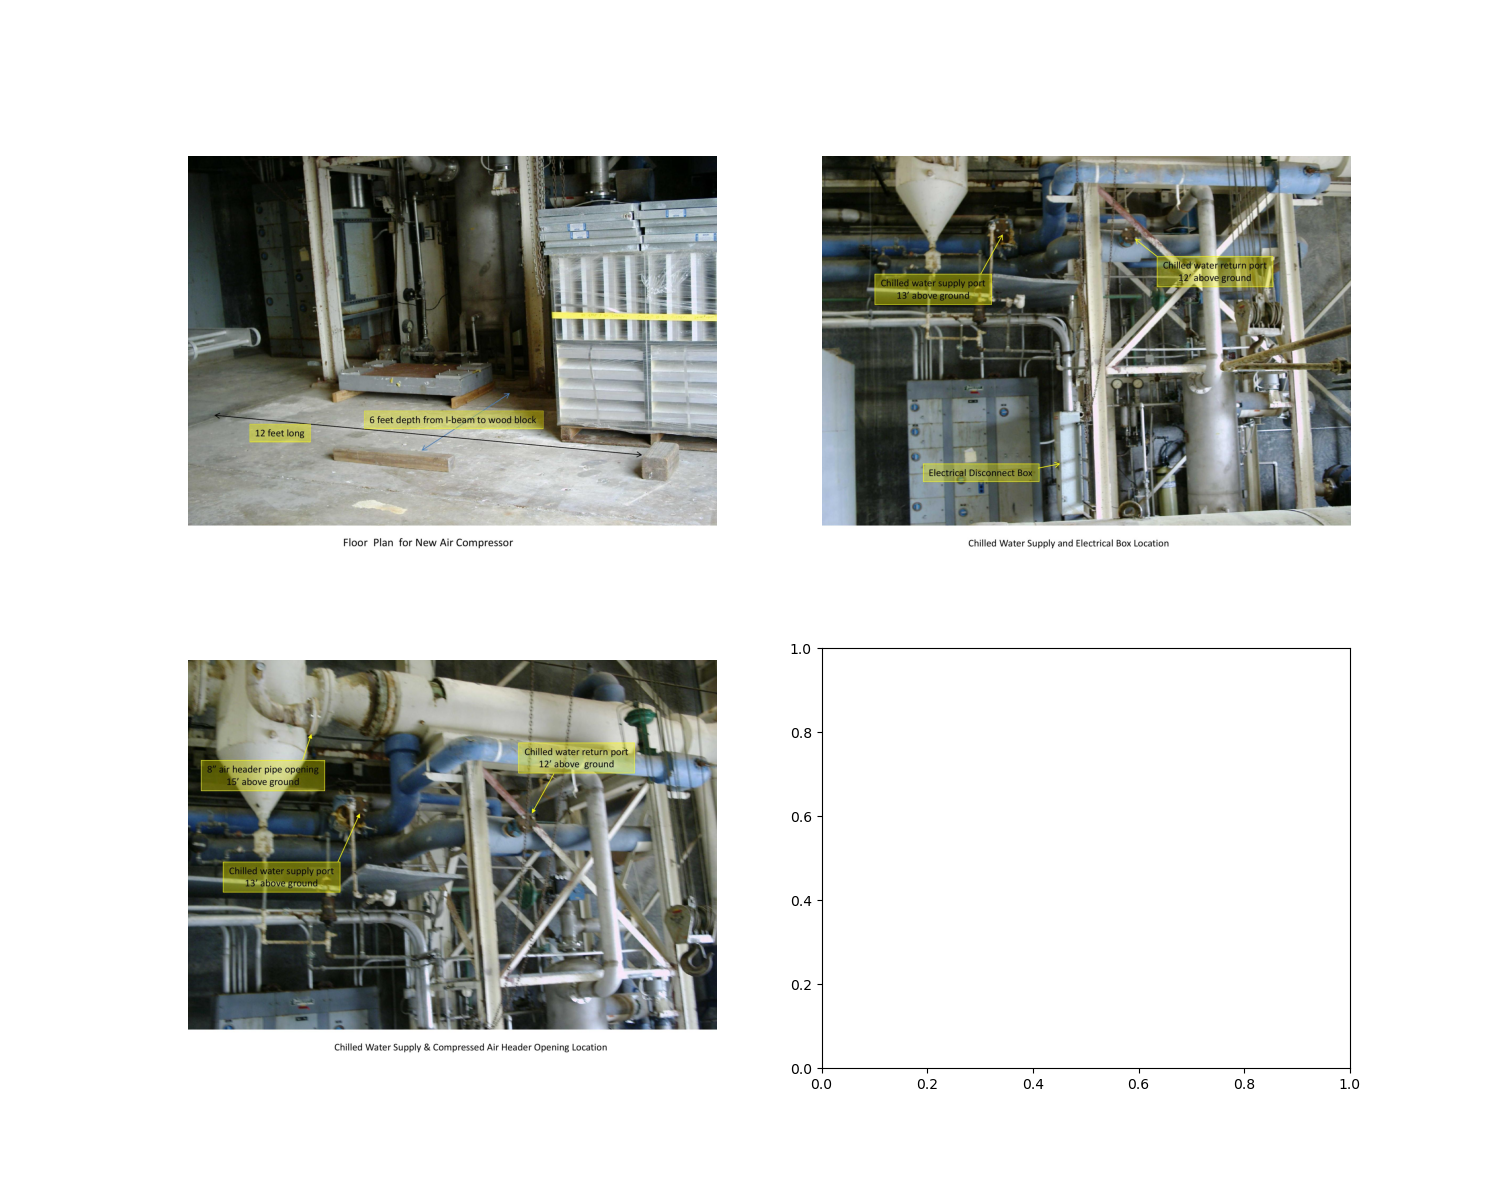 6 feet depth from I-beam to wood block
12 feet long
Floor Plan for New Air Compressor
Chilled water return port
12' above ground
Chilled water supply port
13' above ground
Electrical Disconnect Box
Chilled Water Supply and Electrical Box Location
Chilled water return port
12' above ground
8" air header pipe opening
15' above ground
Chilled water supply port
13' above ground
Chilled Water Supply & Compressed Air Header Opening Location
1.0
0.8
0.6
0.4
0.2
0.0
0.0 0.2 0.4 0.6 0.8 1.0